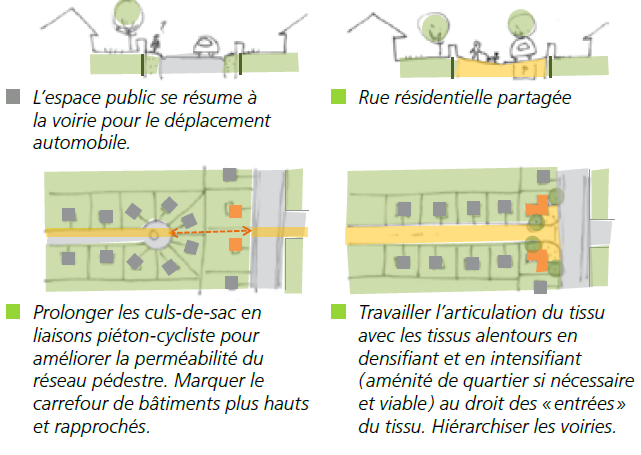 L'espace public se résume à
la voirie pour le déplacement
automobile.
Rue résidentielle partagée
Prolonger les culs-de-sac en
liaisons piéton-cycliste pour
améliorer la perméabilité du
réseau pédestre. Marquer le
carrefour de bâtiments plus hauts
et rapprochés.
Travailler l'articulation du tissu
avec les tissus alentours en
densifiant et en intensifiant
(aménité de quartier si nécessaire
et viable) au droit des «entrées»
du tissu. Hiérarchiser les voiries.